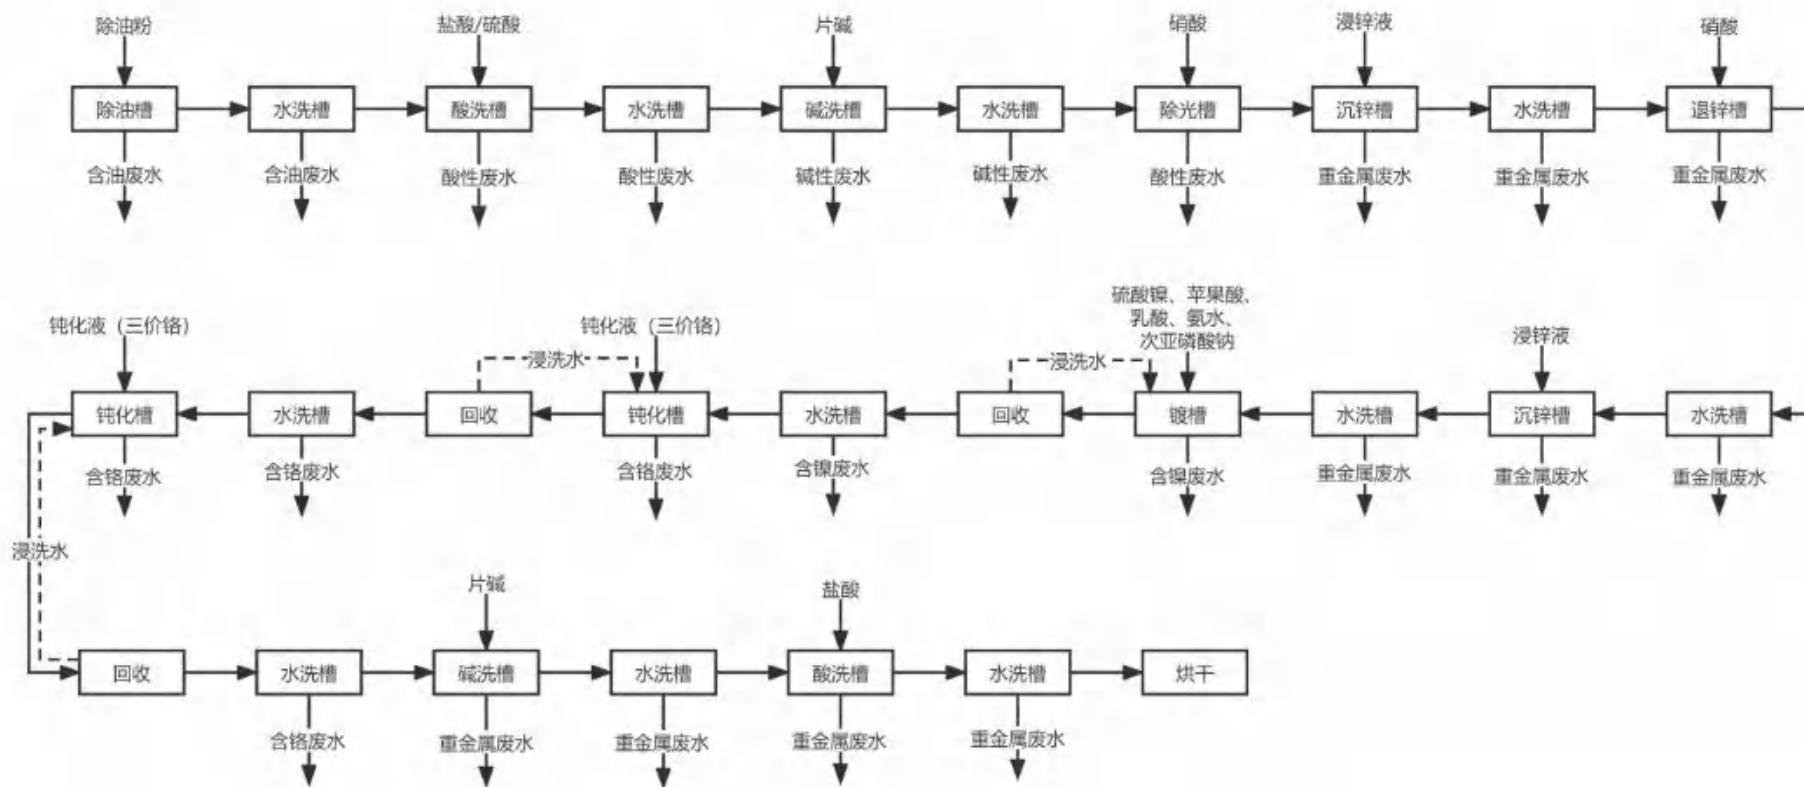 除油粉
盐酸/硫酸
片碱
硝酸
浸锌液
硝酸
除油槽
水洗槽
酸洗槽
水洗槽
碱洗槽
水洗槽
除光槽
沉锌槽
水洗槽
退锌槽
含油废水
含油废水
酸性废水
酸性废水
碱性废水
碱性废水
酸性废水
重金属废水
重金属废水
重金属废水
钝化液（三价铬）
钝化液（三价铬）
硫酸镍、苹果酸、
乳酸、氨水、
次亚磷酸钠
浸锌液
浸洗水
浸洗水
钝化槽
水洗槽
回收
钝化槽
水洗槽
回收
镀槽
水洗槽
沉锌槽
水洗槽
含铬废水
含铬废水
含铬废水
含镍废水
含镍废水
重金属废水
重金属废水
重金属废水
浸洗水
片碱
盐酸
回收
水洗槽
碱洗槽
水洗槽
酸洗槽
水洗槽
烘干
含铬废水
重金属废水
重金属废水
重金属废水
重金属废水